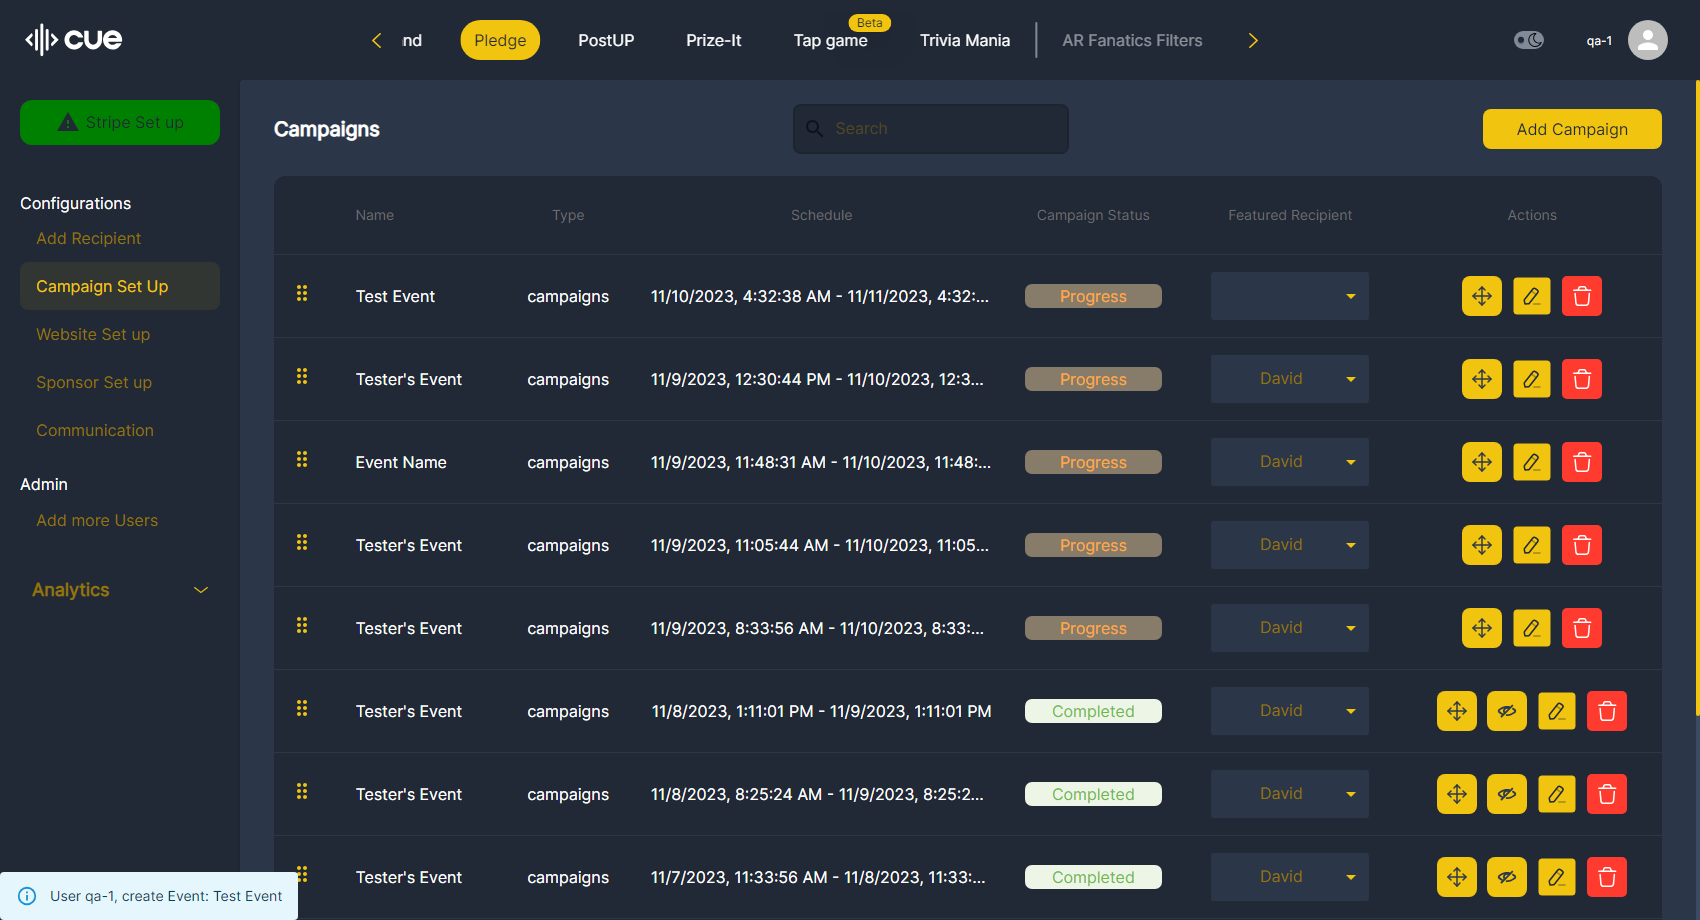 cue
nd
Pledge
PostUP
Prize-It
Tap game
Beta
Trivia Mania
AR Fanatics Filters
qa-1
Stripe Set up
Configurations
Add Recipient
Campaign Set Up
Website Set up
Sponsor Set up
Communication
Admin
Add more Users
Analytics
Campaigns
Search
Add Campaign
Name Type Schedule Campaign Status Featured Recipient Actions
Test Event campaigns 11/10/2023, 4:32:38 AM - 11/11/2023, 4:32:... Progress
Tester's Event campaigns 11/9/2023, 12:30:44 PM - 11/10/2023, 12:3... Progress David
Event Name campaigns 11/9/2023, 11:48:31 AM - 11/10/2023, 11:48:... Progress David
Tester's Event campaigns 11/9/2023, 11:05:44 AM - 11/10/2023, 11:05... Progress David
Tester's Event campaigns 11/9/2023, 8:33:56 AM - 11/10/2023, 8:33:... Progress David
Tester's Event campaigns 11/8/2023, 1:11:01 PM - 11/9/2023, 1:11:01 PM Completed David
Tester's Event campaigns 11/8/2023, 8:25:24 AM - 11/9/2023, 8:25:2... Completed David
Tester's Event campaigns 11/7/2023, 11:33:56 AM - 11/8/2023, 11:33:... Completed David
User qa-1, create Event: Test Event